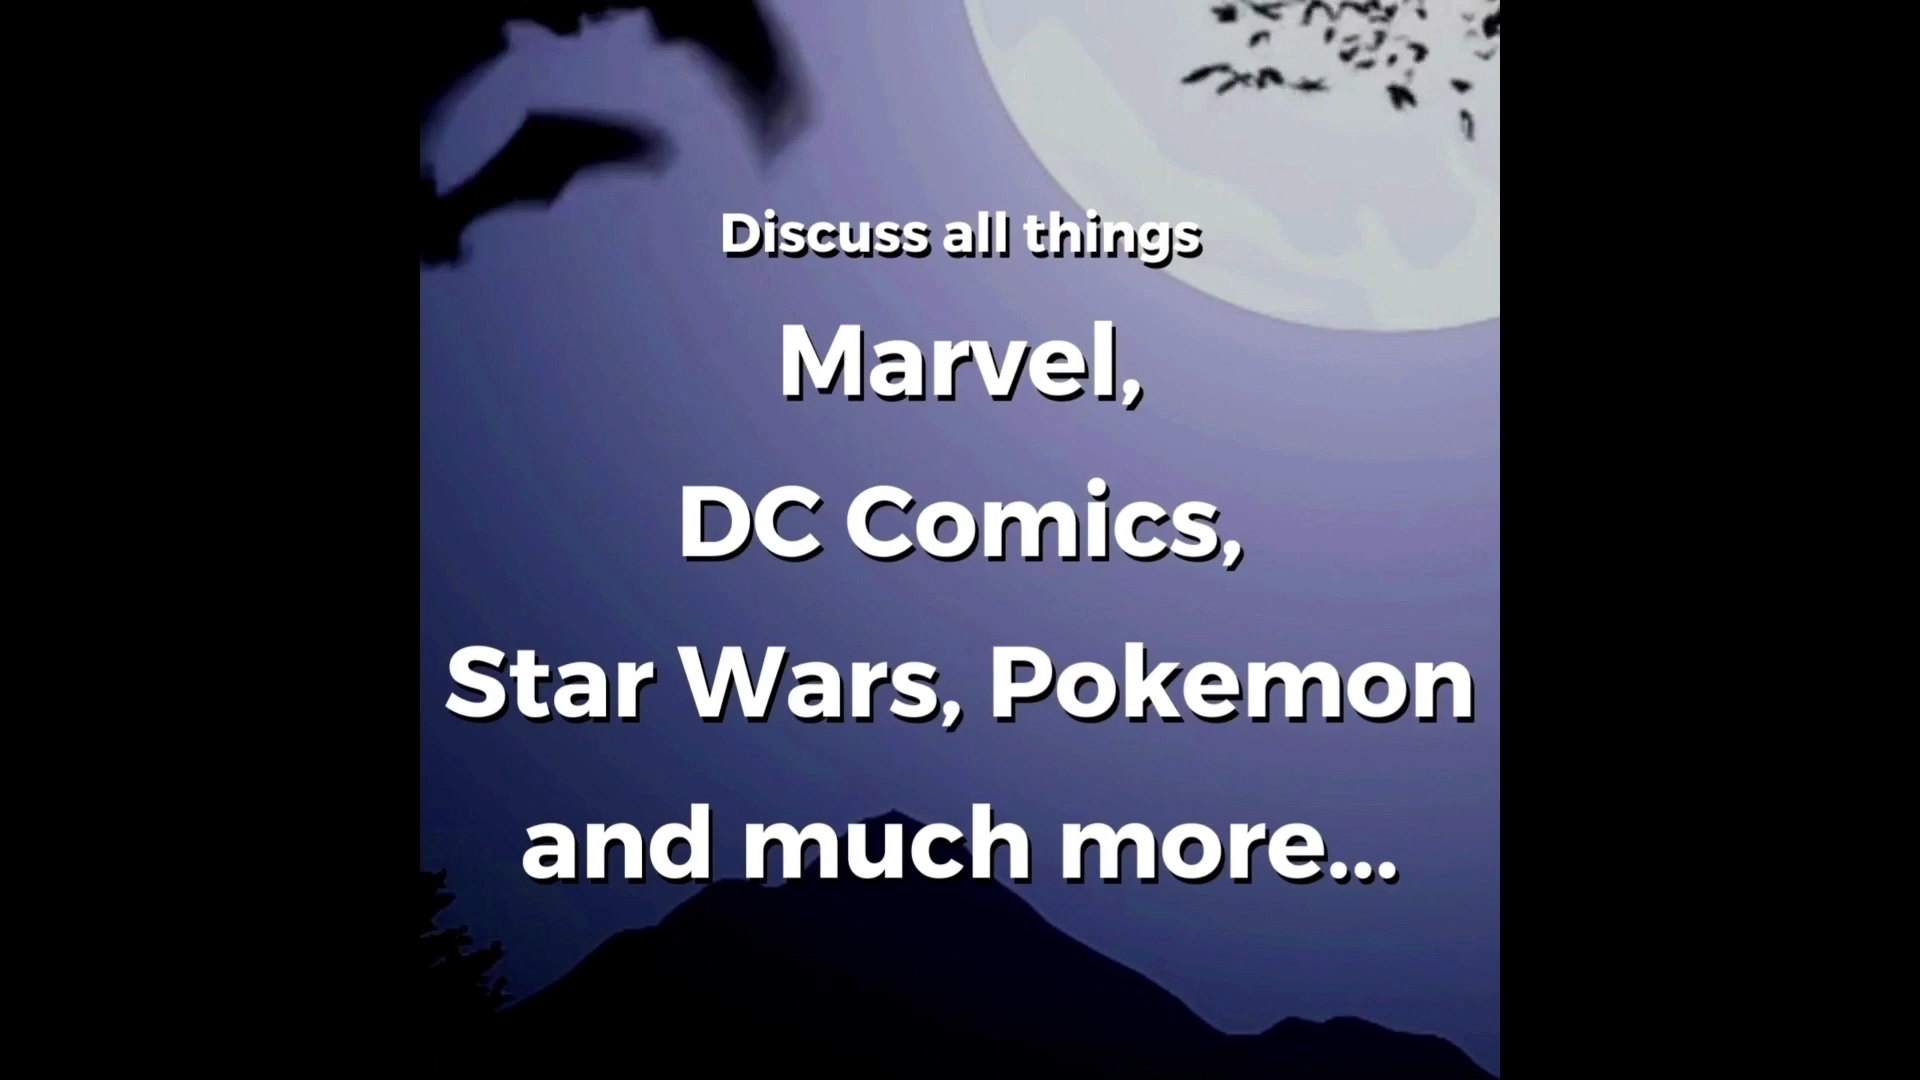 Discuss all things
Marvel,
DC Comics,
Star Wars, Pokemon
and much more...